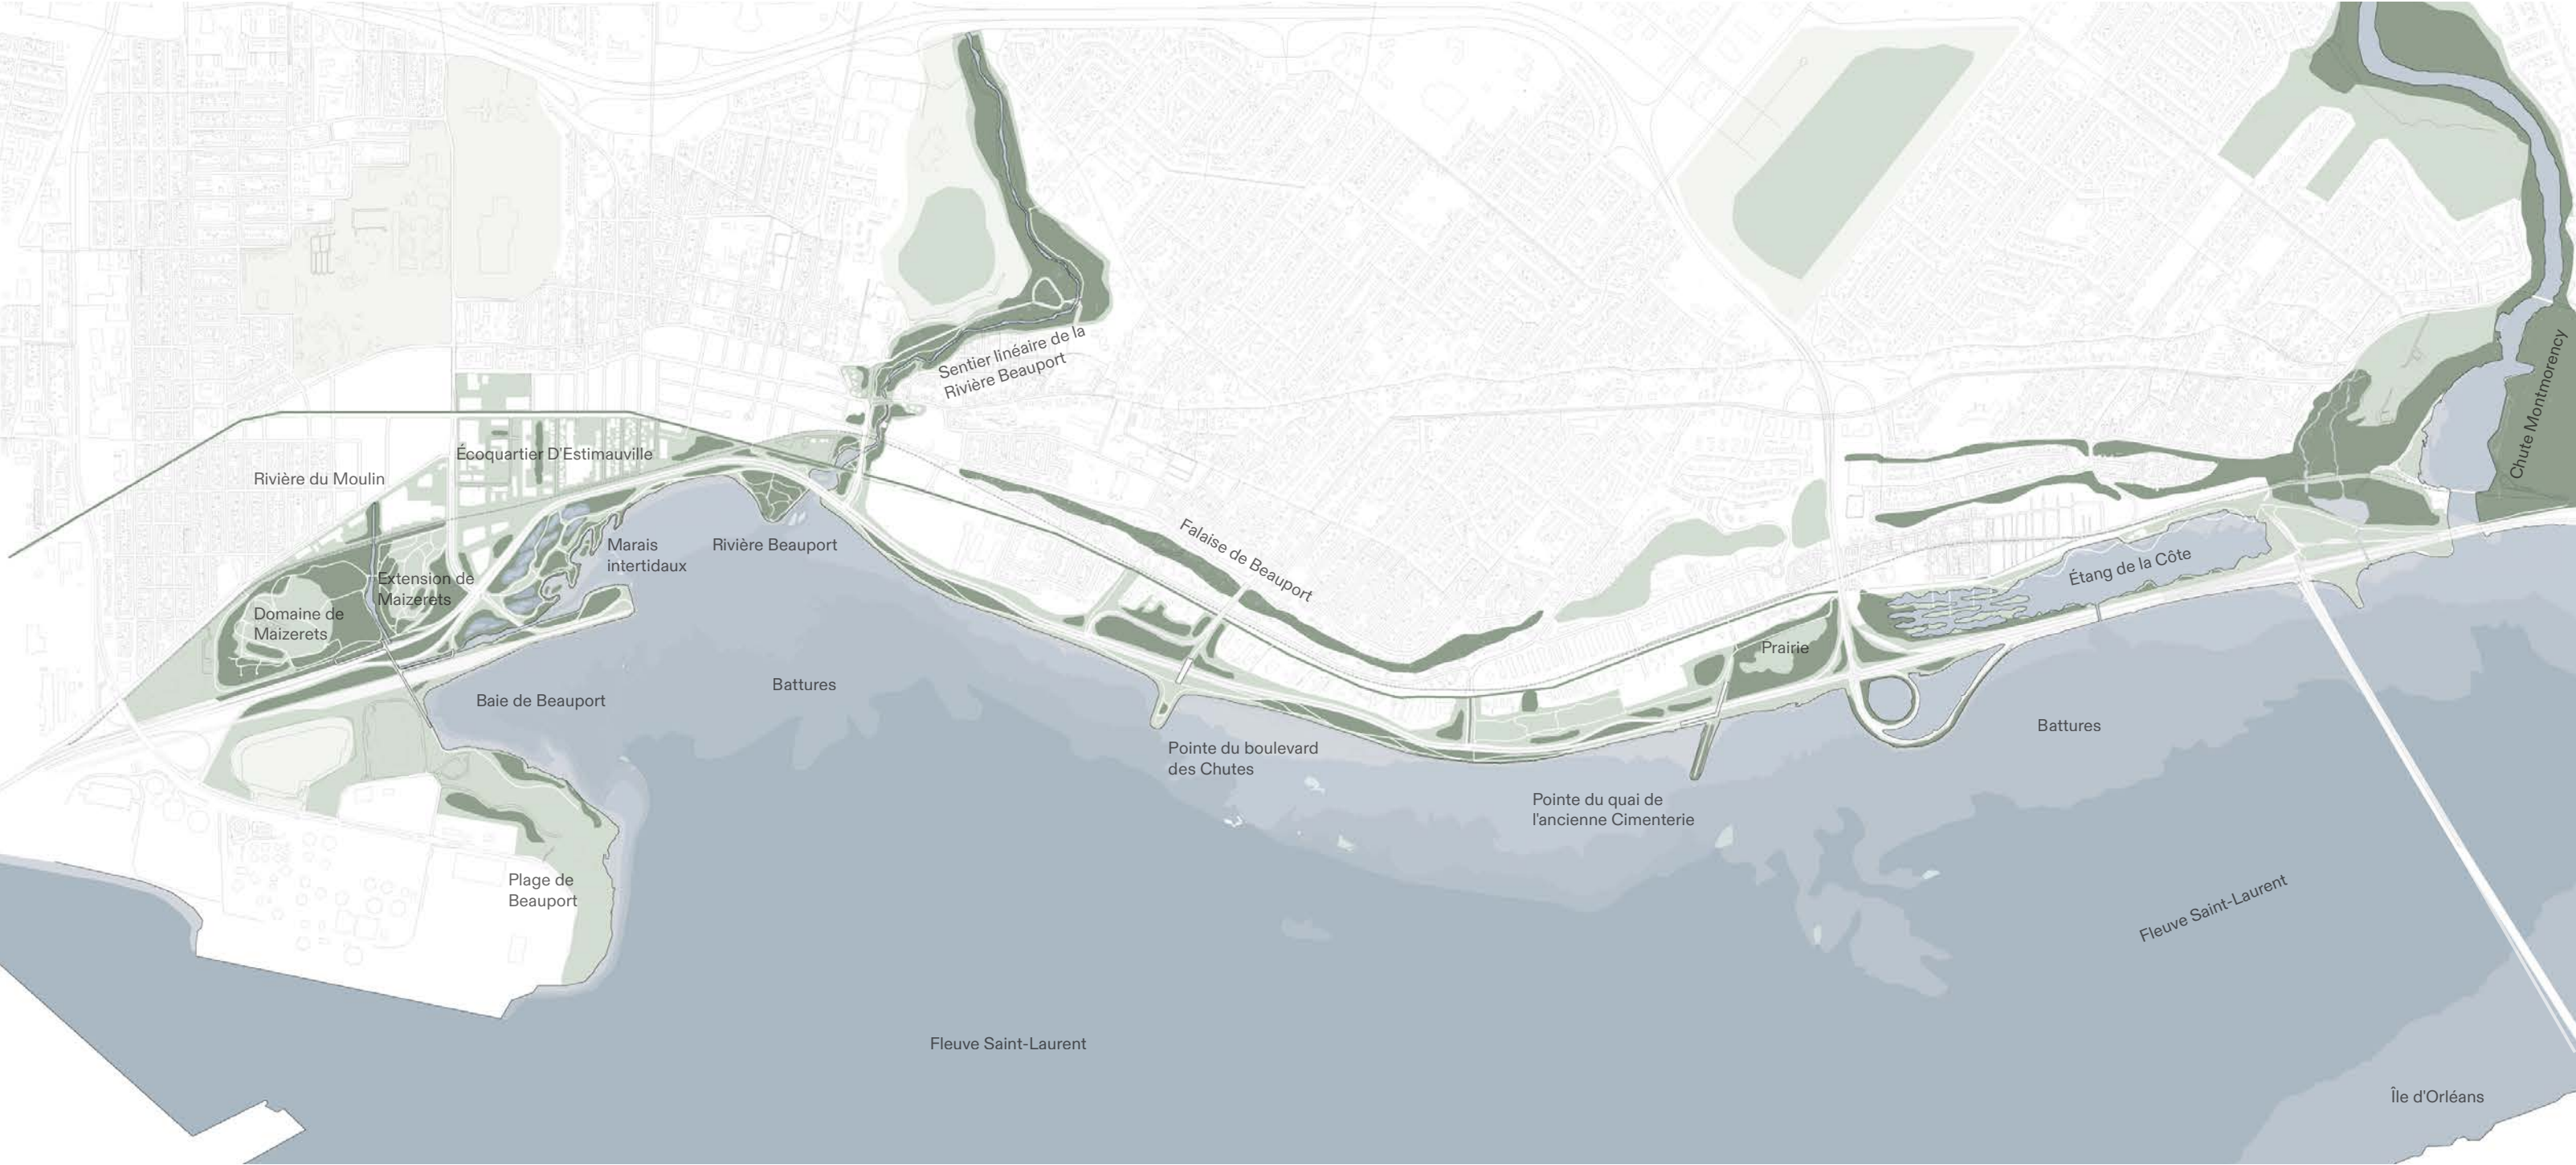 Sentier linéaire de la
Rivière Beauport
Chute Montmorency
Écoquartier D'Estimauville
Rivière du Moulin
Falaise de Beauport
Marais
intertidaux
Rivière Beauport
Étang de la Côte
Extension de
Maizerets
Domaine de
Maizerets
Prairie
Battures
Baie de Beauport
Battures
Pointe du boulevard
des Chutes
Pointe du quai de
l'ancienne Cimenterie
Plage de
Beauport
Fleuve Saint-Laurent
Fleuve Saint-Laurent
Île d'Orléans